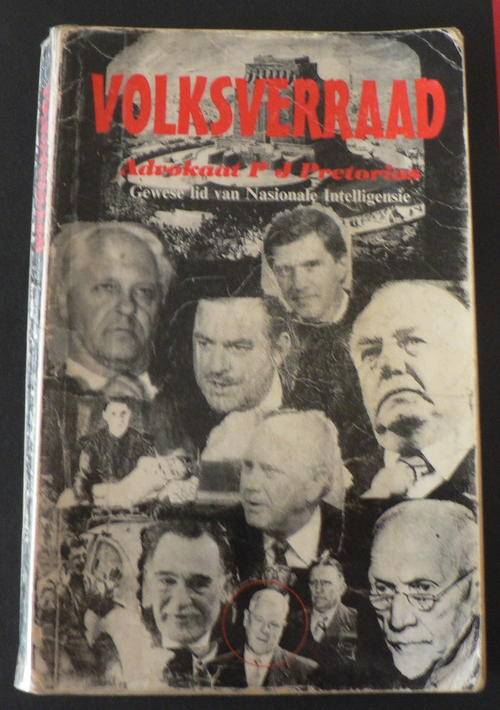 VOLKSVERRAAD
Advokaat P J Pretorius
Gewese lid van Nasionale Intelligensie